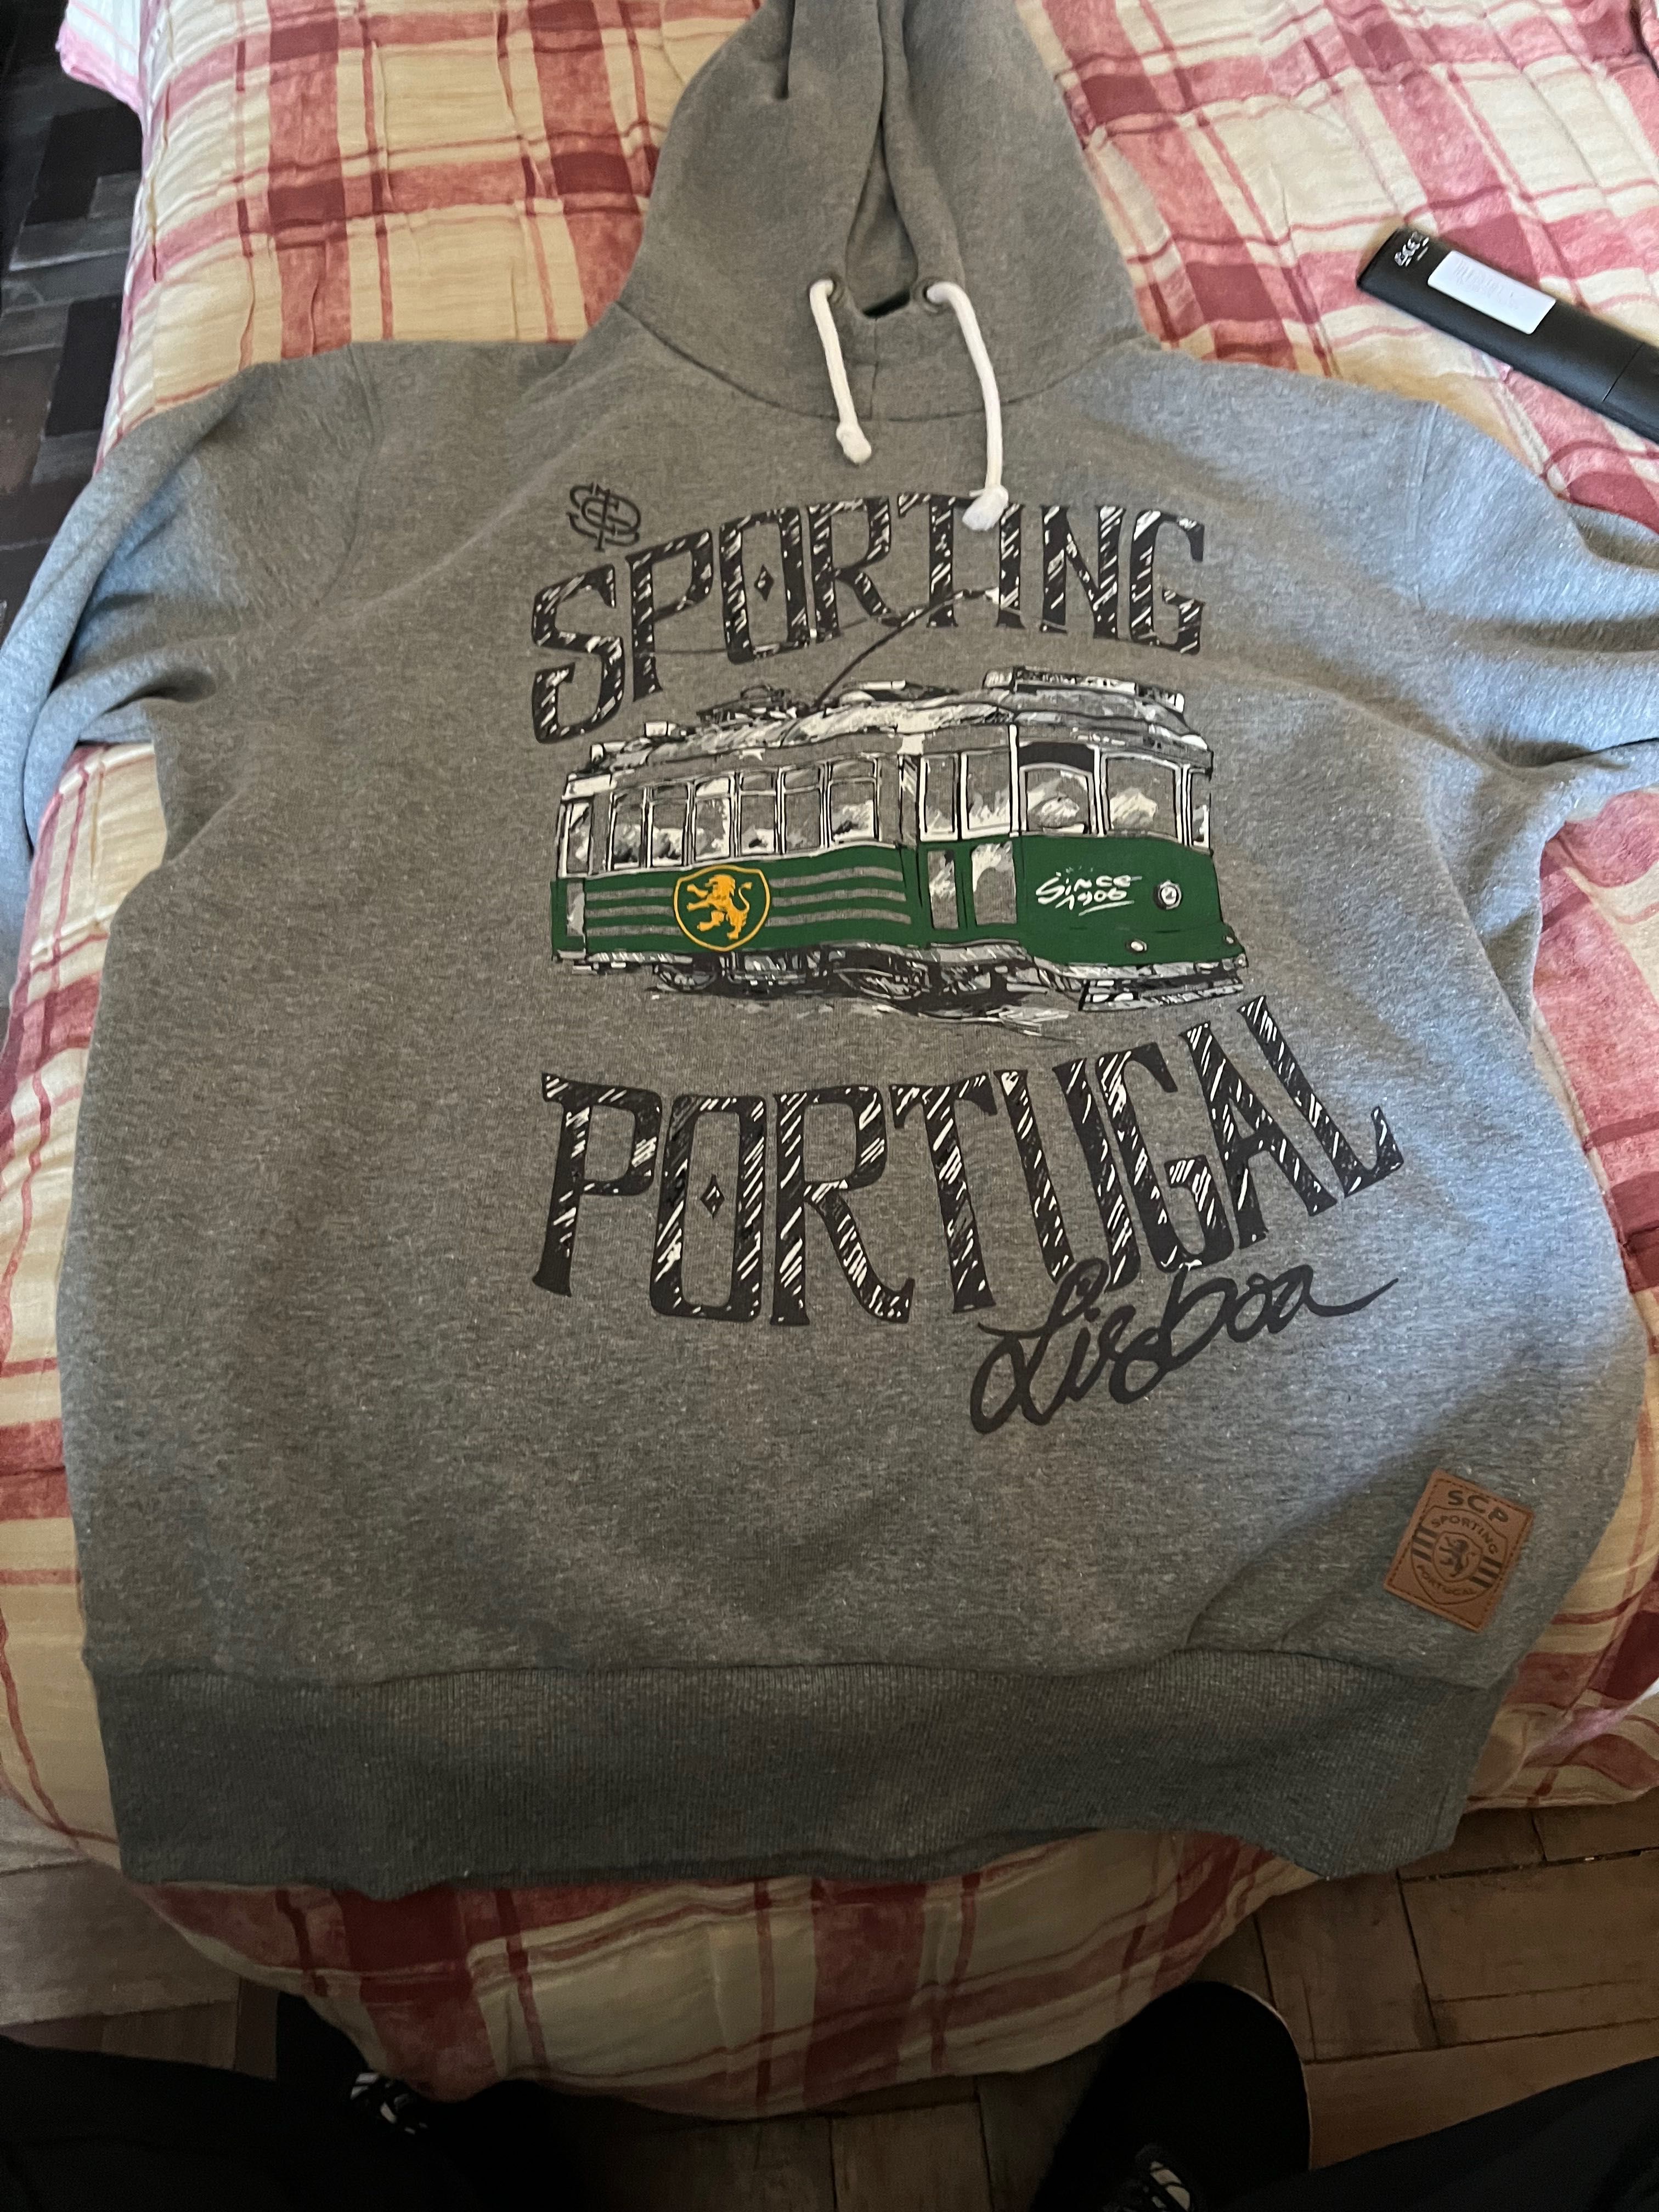 SPORTING
Since
1906
PORTUGAL
Lisboa
SCP
SPORTING
PORTUGAL